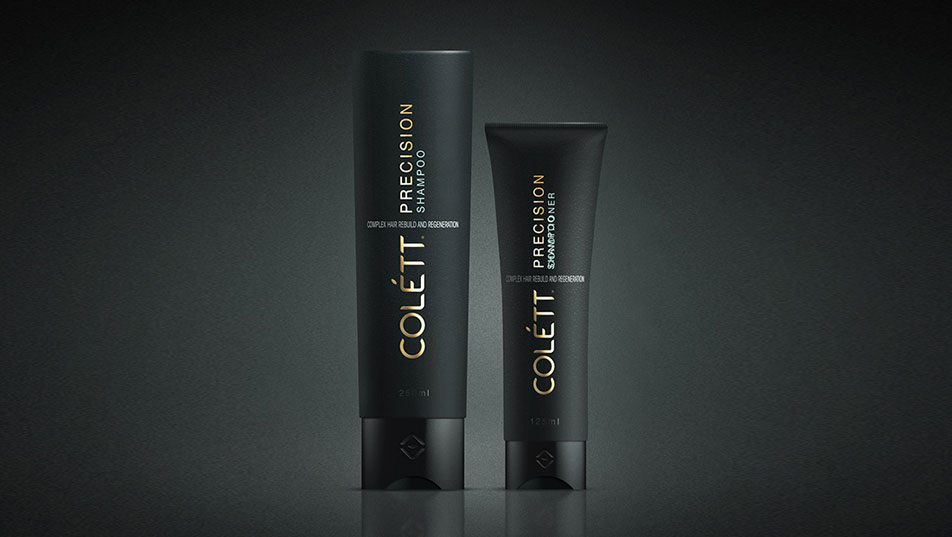 PRECISION
SHAMPOO
COMPLEX HAIR REBUILD AND REGENERATION
COLÉTT
250ml
PRECISION
COMPLEX HAIR REBUILD AND REGENERATION
COLÉTT
125ml